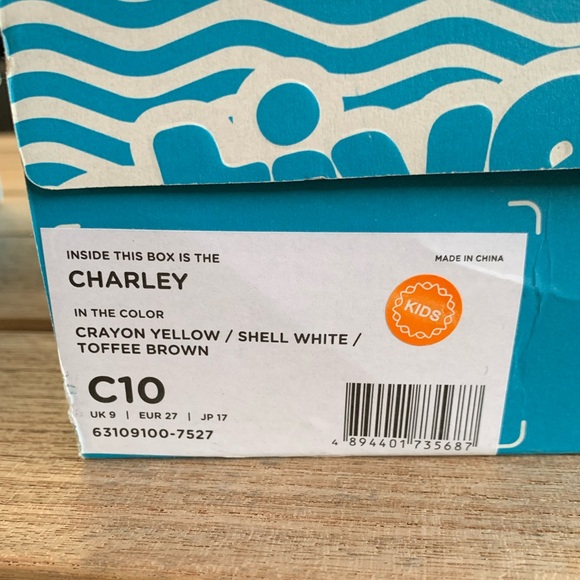 INSIDE THIS BOX IS THE
MADE IN CHINA
CHARLEY
KIDS
IN THE COLOR
CRAYON YELLOW / SHELL WHITE /
TOFFEE BROWN
C10
UK 9 | EUR 27 | JP 17
63109100-7527
4 894401 735687